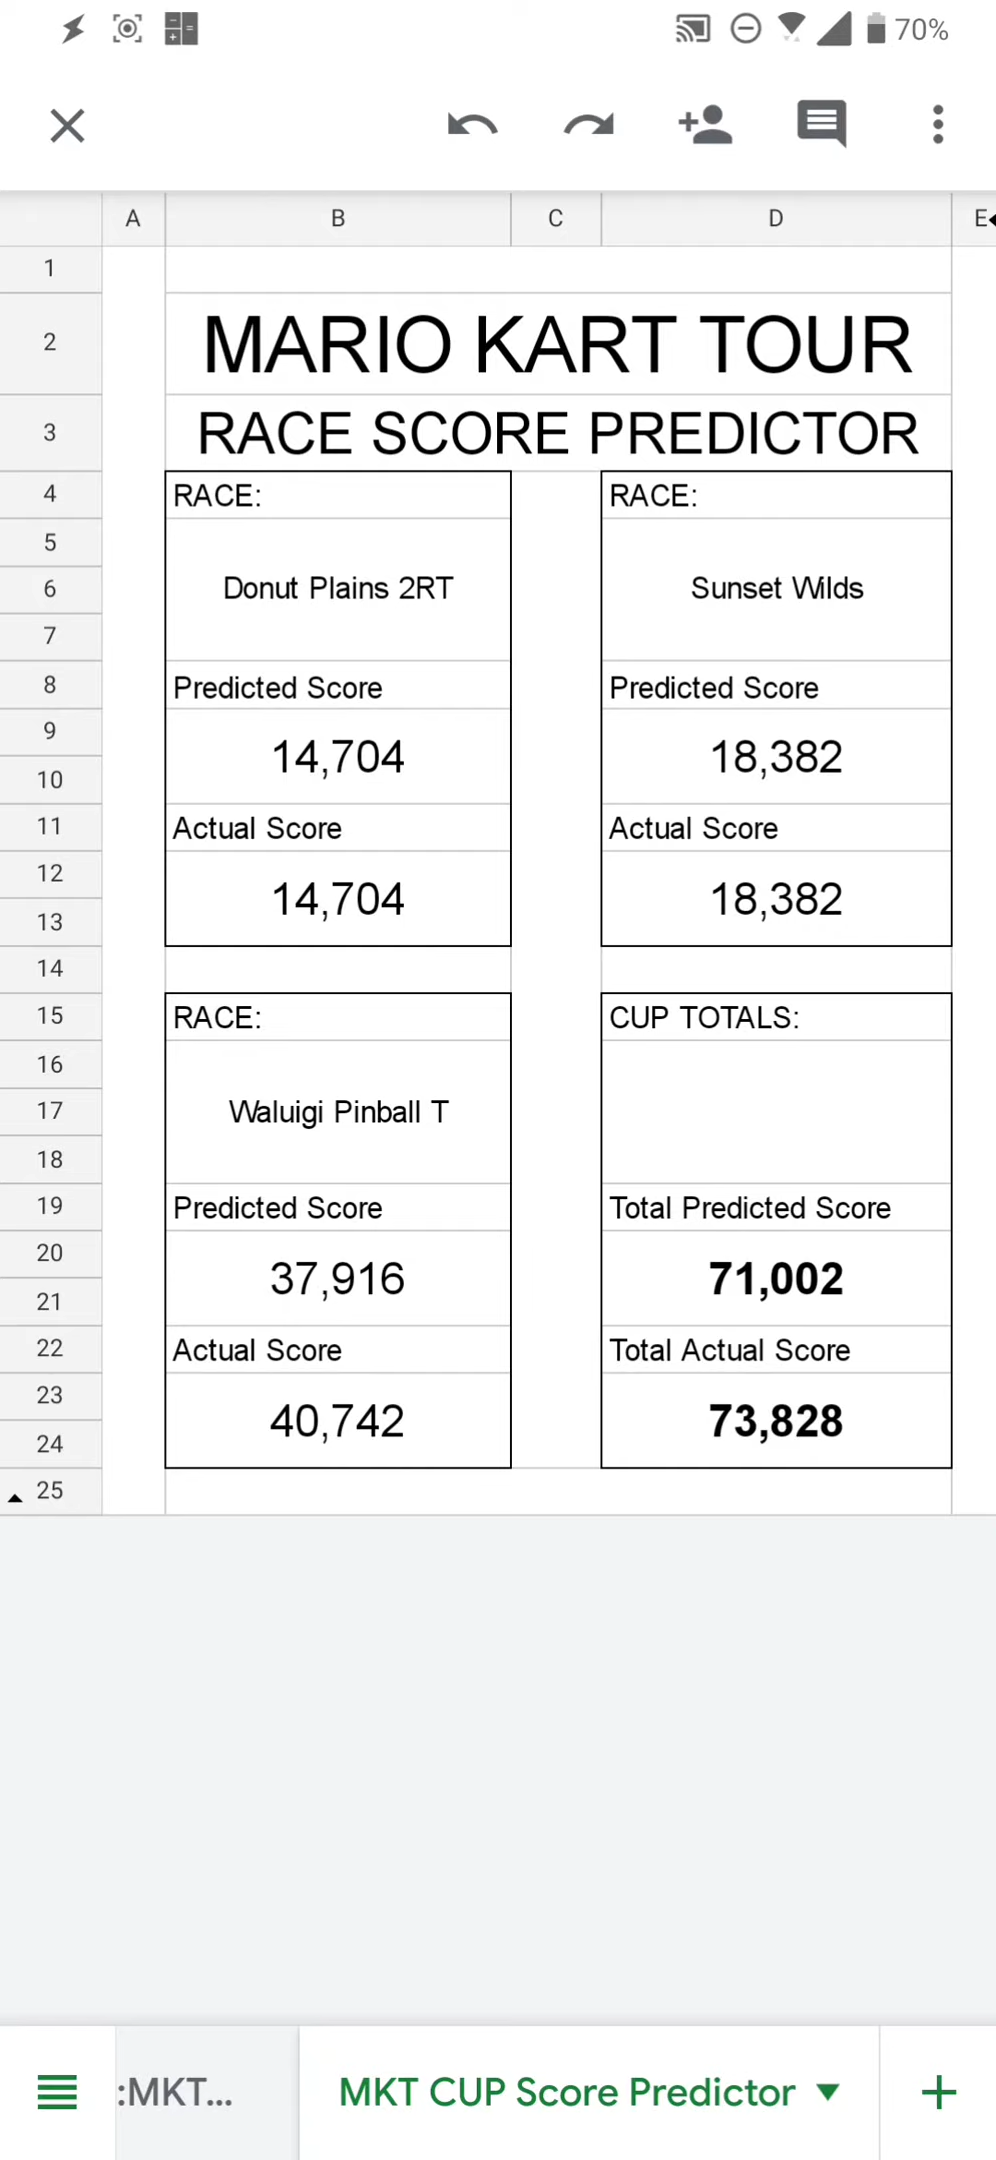 70%
A B C D E
1
2 MARIO KART TOUR
3 RACE SCORE PREDICTOR
4 RACE: RACE:
5
6 Donut Plains 2RT Sunset Wilds
7
8 Predicted Score Predicted Score
9
14,704 18,382
10
11 Actual Score Actual Score
12
14,704 18,382
13
14
15 RACE: CUP TOTALS:
16
17 Waluigi Pinball T
18
19 Predicted Score Total Predicted Score
20
37,916 71,002
21
22 Actual Score Total Actual Score
23
40,742 73,828
24
25
:MKT... MKT CUP Score Predictor